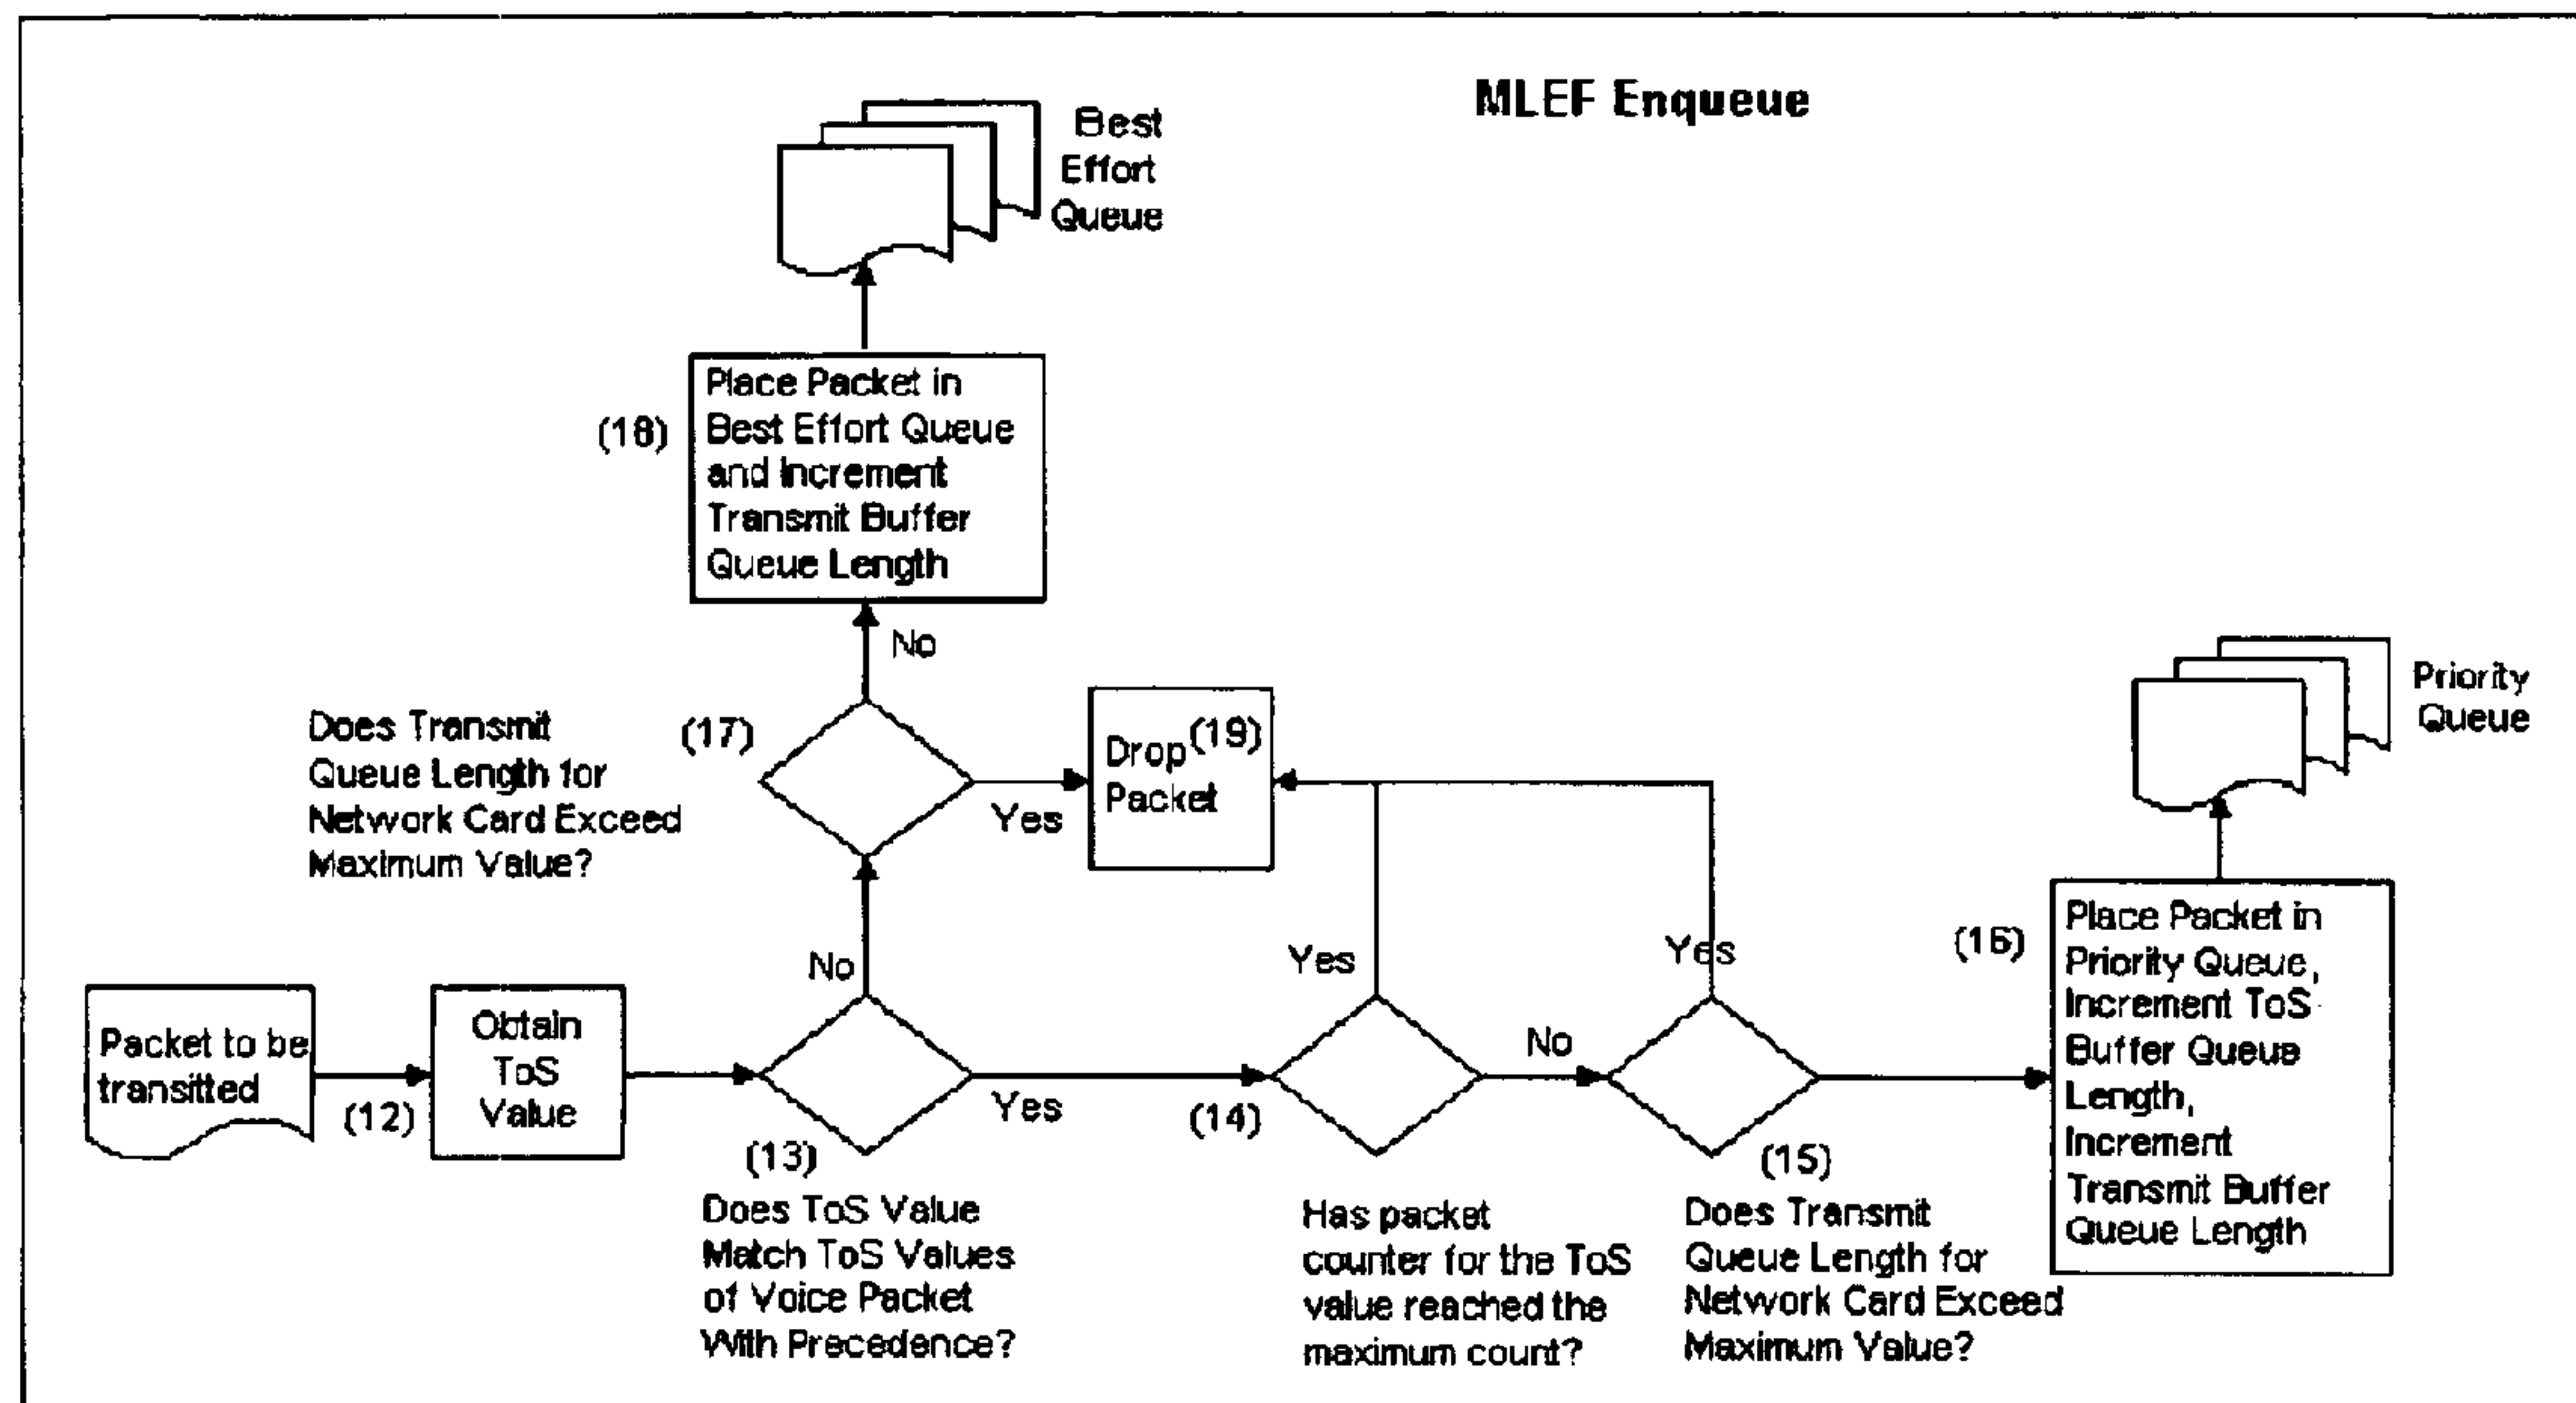 MLEF Enqueue
Best
Effort
Queue
(18)
Place Packet in
Best Effort Queue
and Increment
Transmit Buffer
Queue Length
No
Does Transmit
Queue Length for
Network Card Exceed
Maximum Value?
(17)
Yes
Drop (19)
Packet
Priority
Queue
No
Yes
Yes
(16)
Place Packet in
Priority Queue,
Increment ToS
Buffer Queue
Length,
Increment
Transmit Buffer
Queue Length
Packet to be
transitted
(12)
Obtain
ToS
Value
(13)
Does ToS Value
Match ToS Values
of Voice Packet
With Precedence?
Yes
(14)
Has packet
counter for the ToS
value reached the
maximum count?
No
(15)
Does Transmit
Queue Length for
Network Card Exceed
Maximum Value?